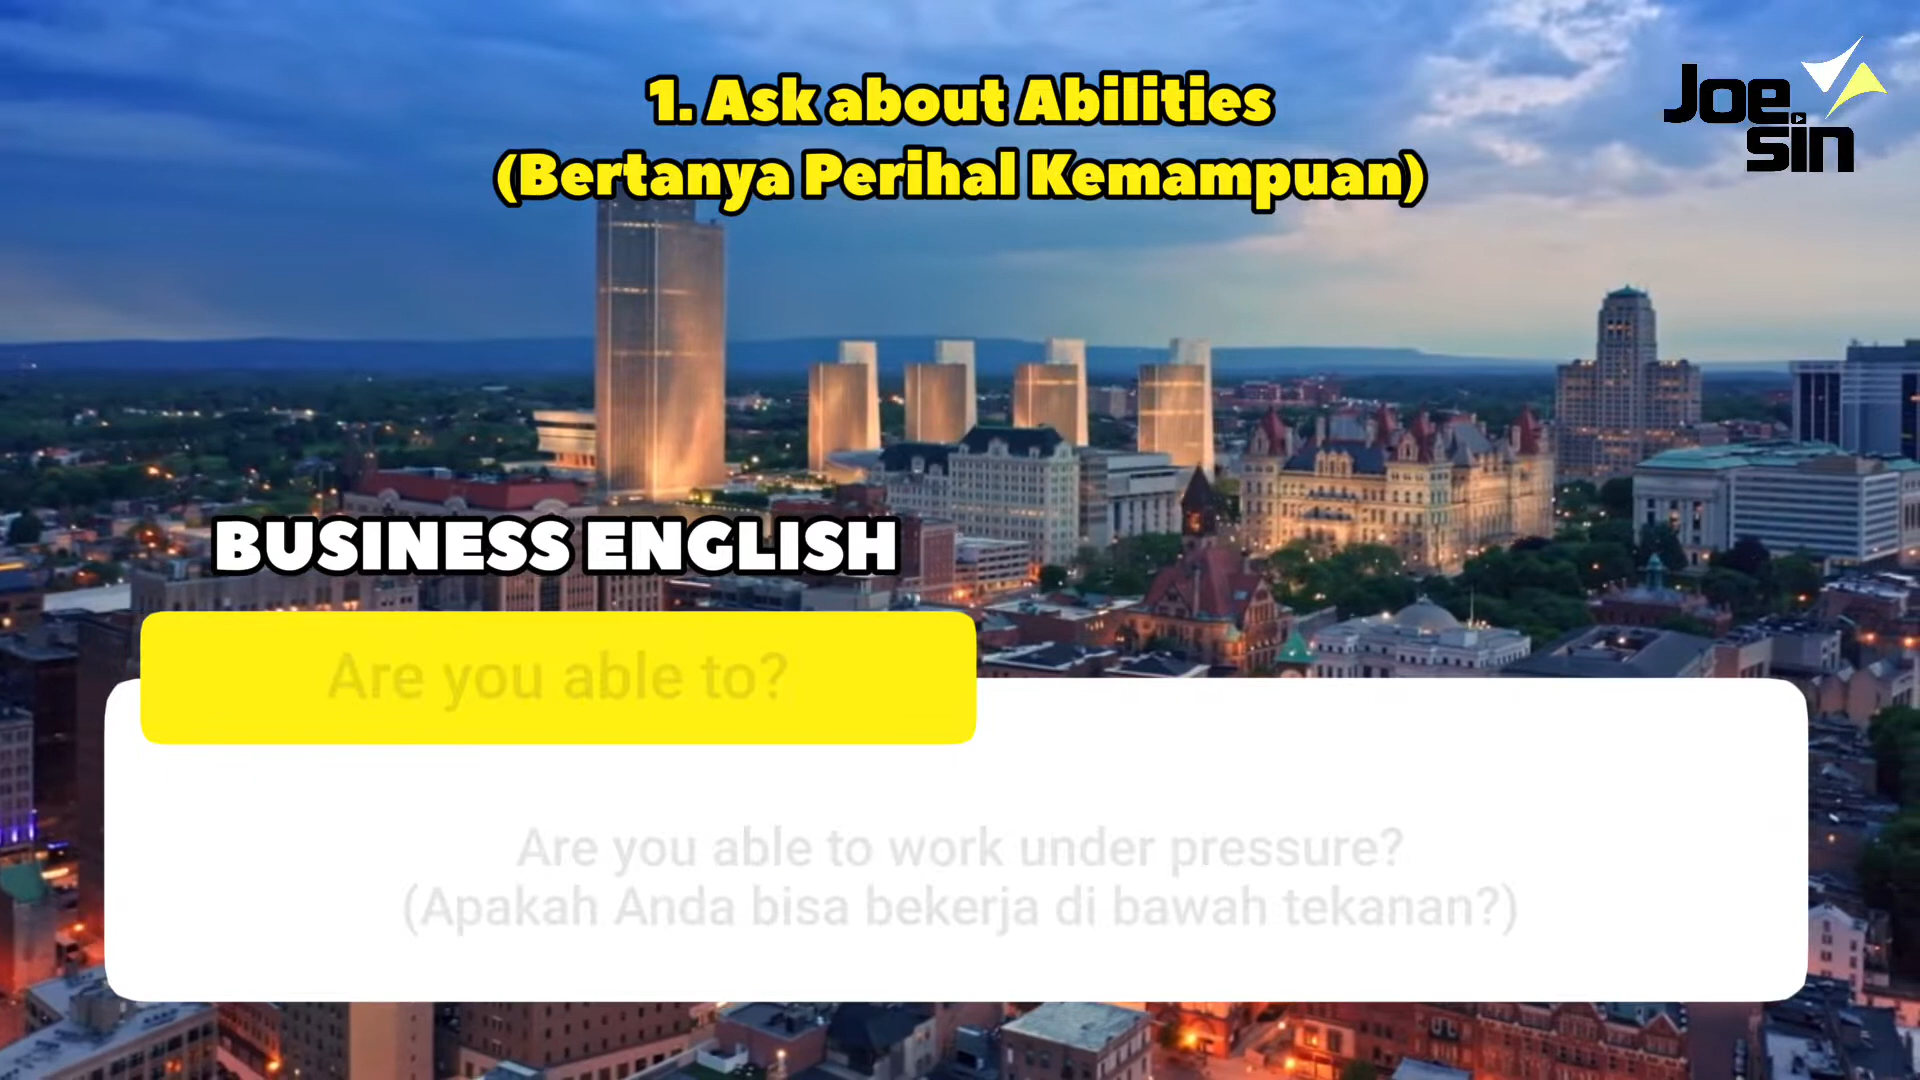 1. Ask about Abilities
(Bertanya Perihal Kemampuan)
Joe
sin
BUSINESS ENGLISH
Are you able to?
Are you able to work under pressure?
(Apakah Anda bisa bekerja di bawah tekanan?)